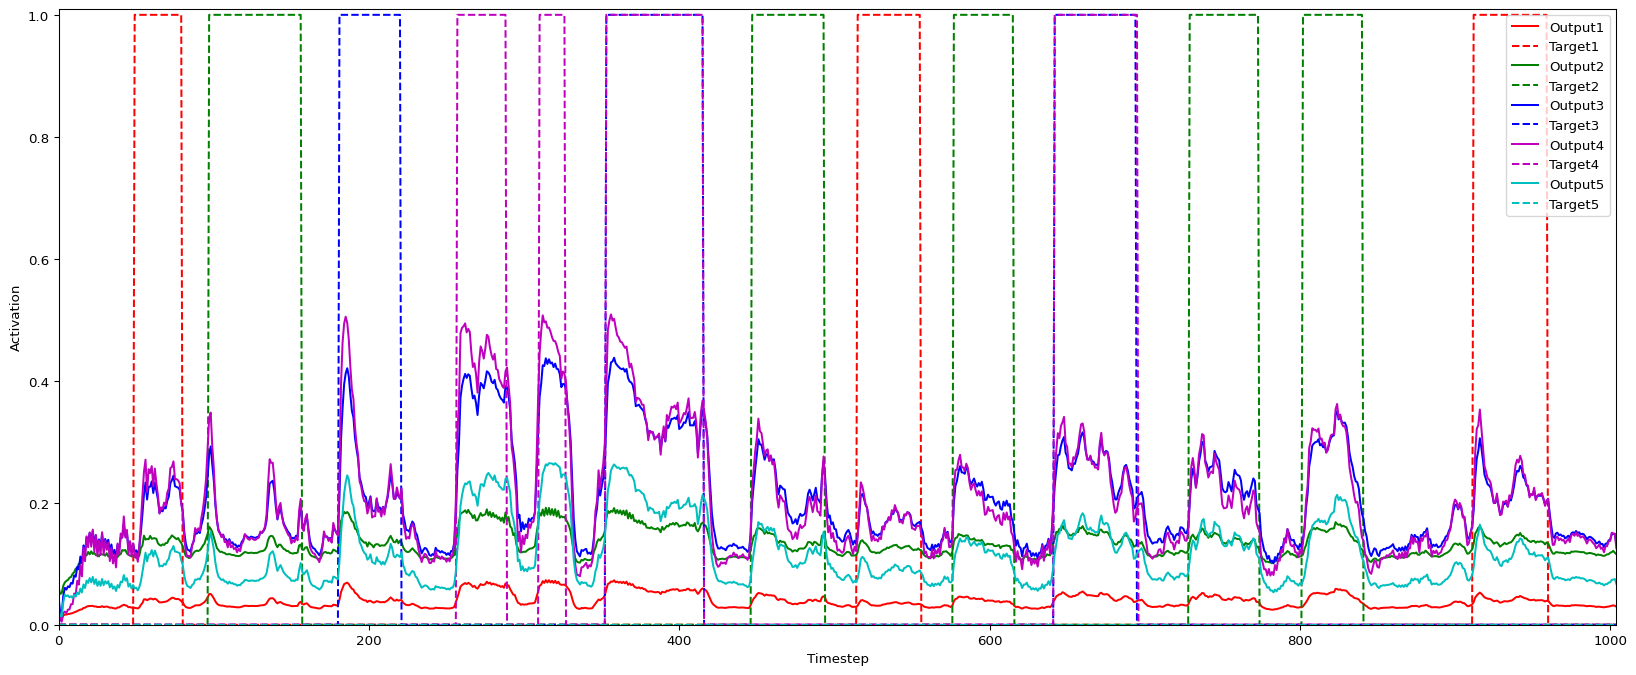 1.0
0.8
0.6
0.4
0.2
0.0
Activation
0
200
400
600
800
1000
Timestep
Output1
Target1
Output2
Target2
Output3
Target3
Output4
Target4
Output5
Target5